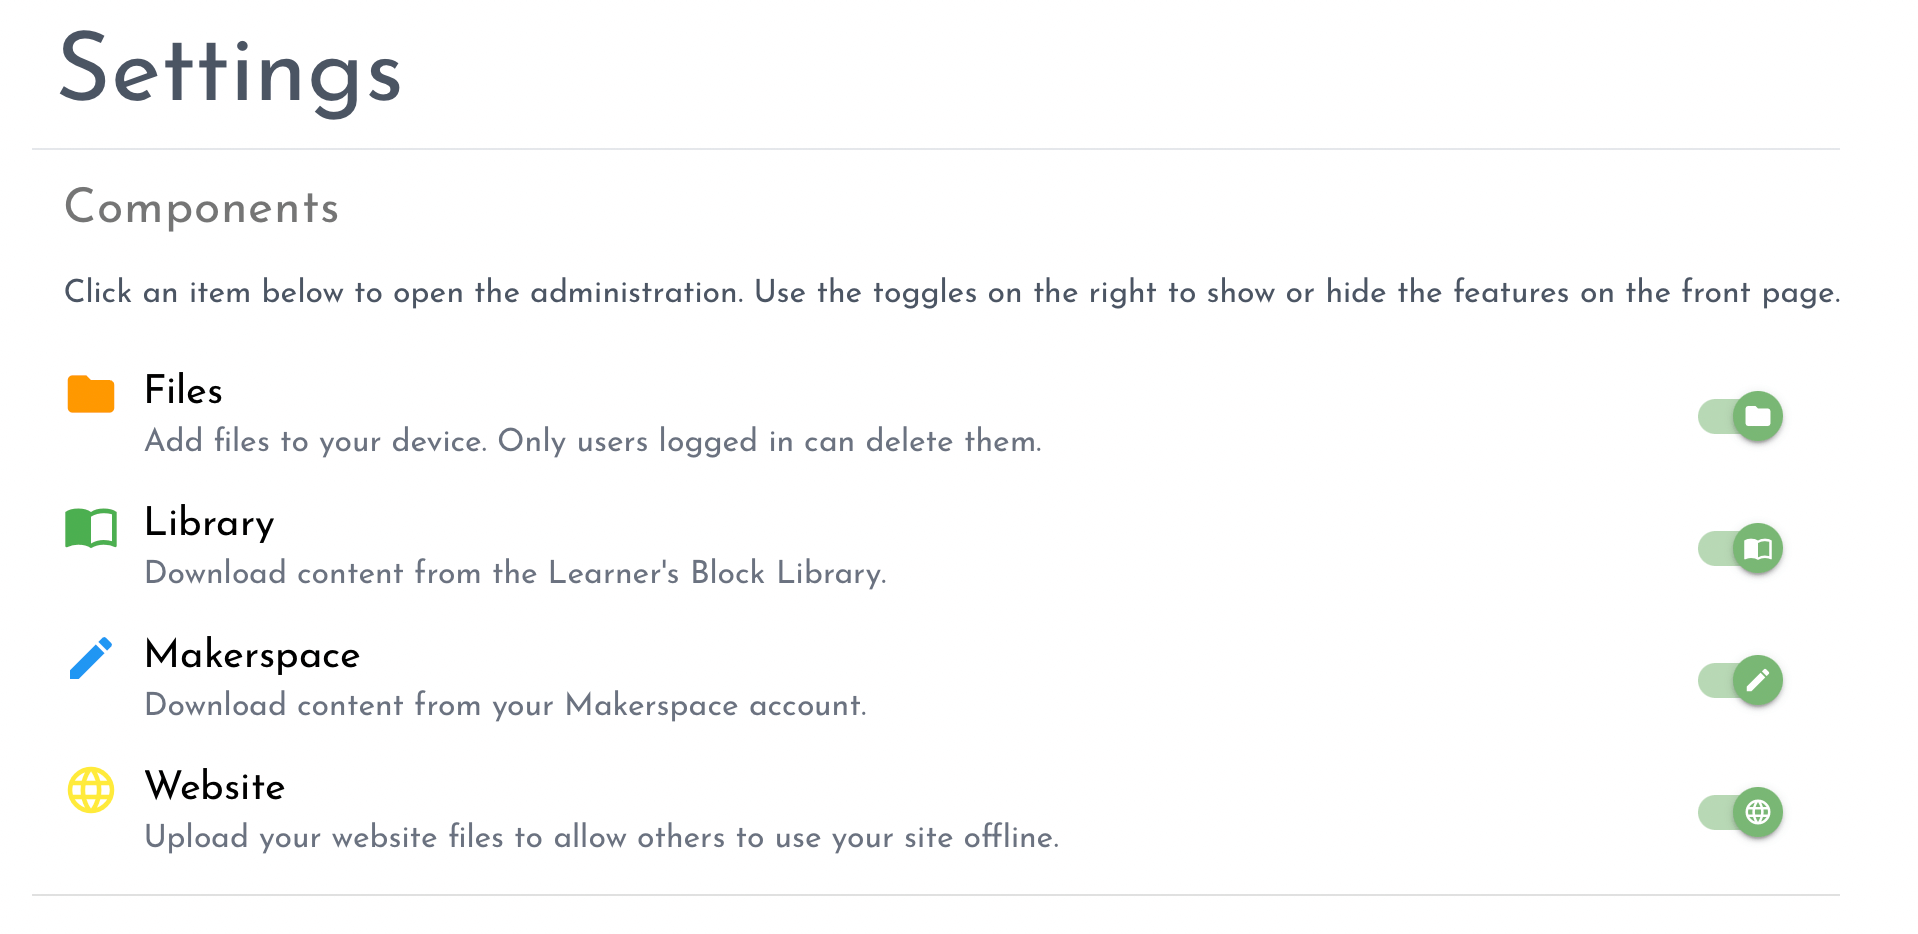 Settings
Components
Click an item below to open the administration. Use the toggles on the right to show or hide the features on the front page.
Files
Add files to your device. Only users logged in can delete them.
Library
Download content from the Learner's Block Library.
Makerspace
Download content from your Makerspace account.
Website
Upload your website files to allow others to use your site offline.